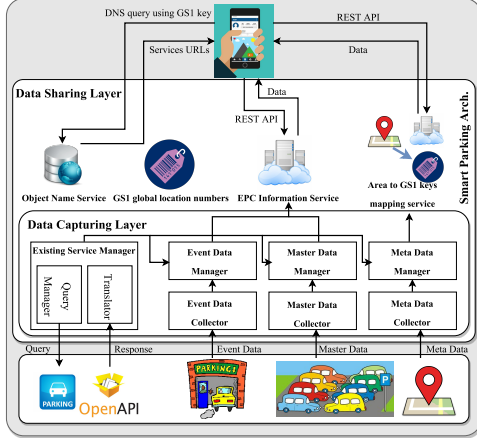 DNS query using GS1 key
REST API
Services URLs
Data
Data Sharing Layer
Data
REST API
Smart Parking Arch.
Object Name Service
GS1 global location numbers
EPC Information Service
Area to GS1 keys
mapping service
Data Capturing Layer
Existing Service Manager
Query
Manager
Translator
Event Data
Manager
Master Data
Manager
Meta Data
Manager
Event Data
Collector
Master Data
Collector
Meta Data
Collector
Query
Response
Event Data
Master Data
Meta Data
PARKING
OpenAPI
PARKING!
P